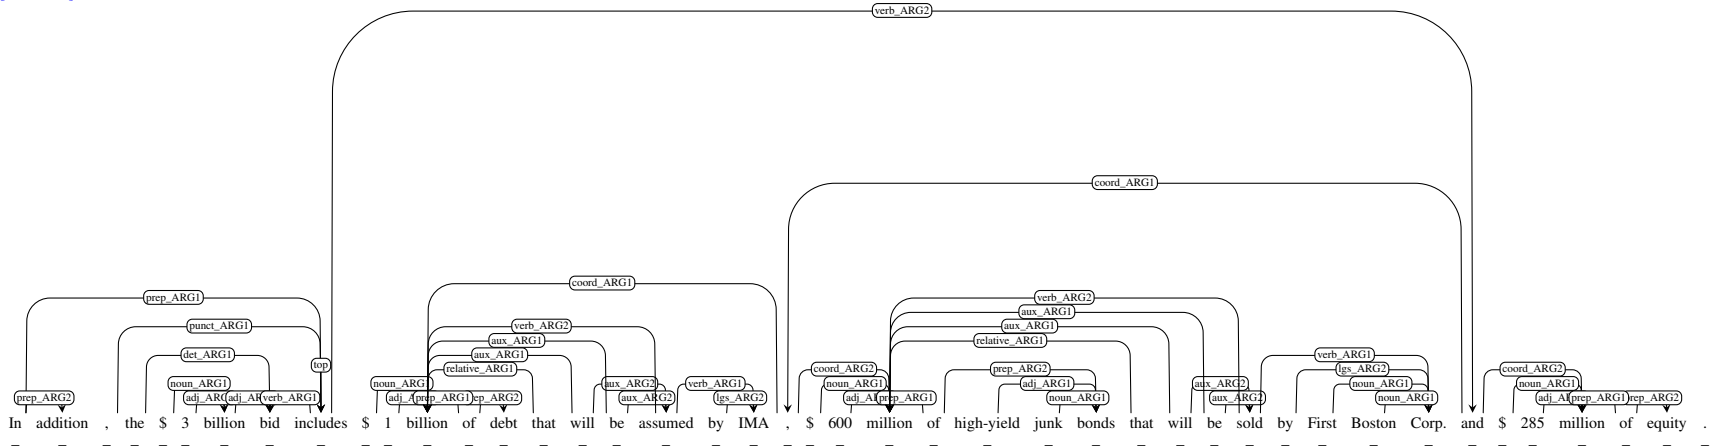 verb_ARG2
coord_ARG1
coord_ARG1
prep_ARG1 verb_ARG2
aux_ARG1
punct_ARG1 verb_ARG2 aux_ARG1
aux_ARG1 relative_ARG1
det_ARG1 aux_ARG1 verb_ARG1
top relative_ARG1 coord_ARG2 prep_ARG2 lgs_ARG2 coord_ARG2
noun_ARG1 noun_ARG1 aux_ARG2 verb_ARG1 noun_ARG1 adj_ARG1 aux_ARG2 noun_ARG1 noun_ARG1
prep_ARG2 verb_ARG1 prep_ARG1 aux_ARG2 lgs_ARG2 prep_ARG1 noun_ARG1 aux_ARG2 noun_ARG1 prep_ARG1
In addition , the $ 3 billion bid includes $ 1 billion of debt that will be assumed by IMA , $ 600 million of high-yield junk bonds that will be sold by First Boston Corp. and $ 285 million of equity .